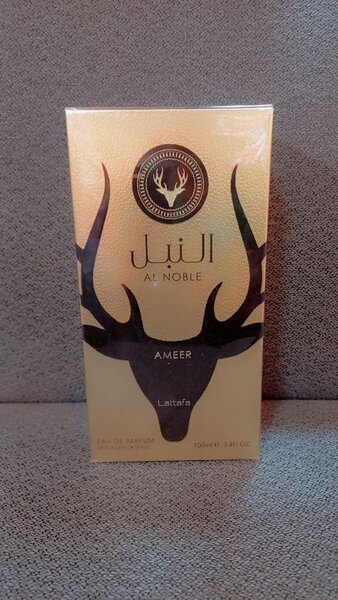 النبل
AL NOBLE
AMEER
Lattafa
EAU DE PARFUM
100ml e 3.4FL.OZ.